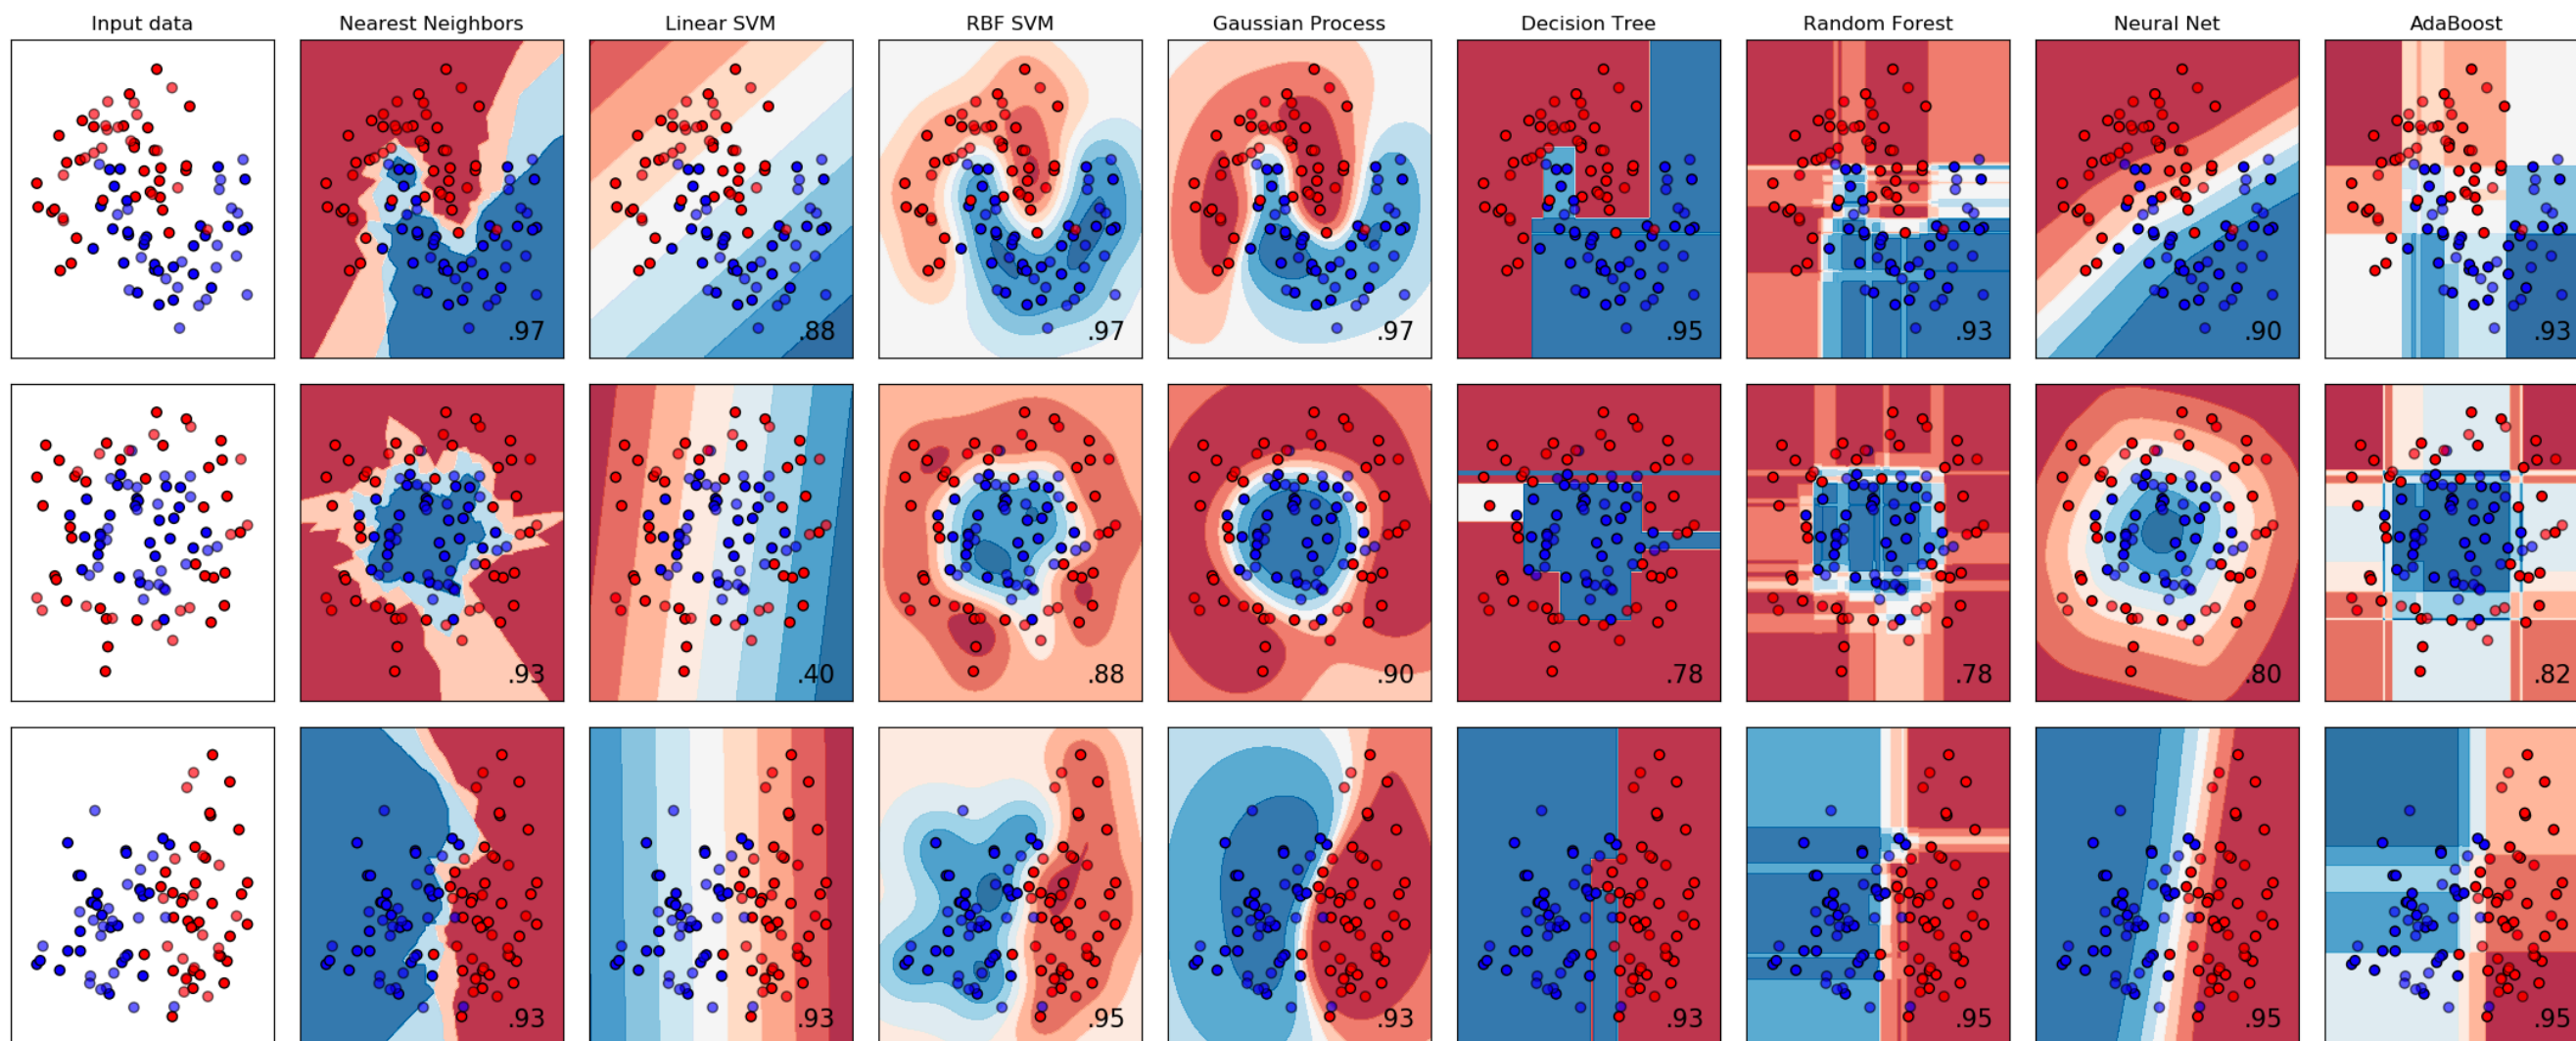 Input data Nearest Neighbors Linear SVM RBF SVM Gaussian Process Decision Tree Random Forest Neural Net AdaBoost
.97 .88 .97 .97 .95 .93 .90 .93
.93 .40 .88 .90 .78 .78 .80 .82
.93 .93 .95 .93 .93 .95 .95 .95